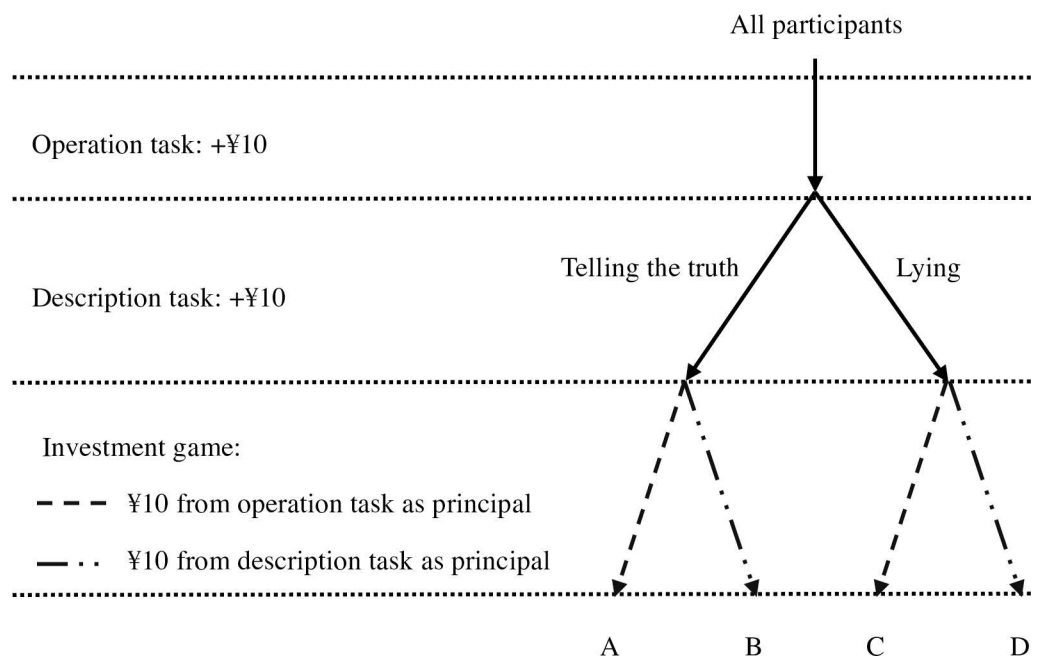 All participants
Operation task: +¥10
Telling the truth
Lying
Description task: +¥10
Investment game:
¥10 from operation task as principal
¥10 from description task as principal
A B C D